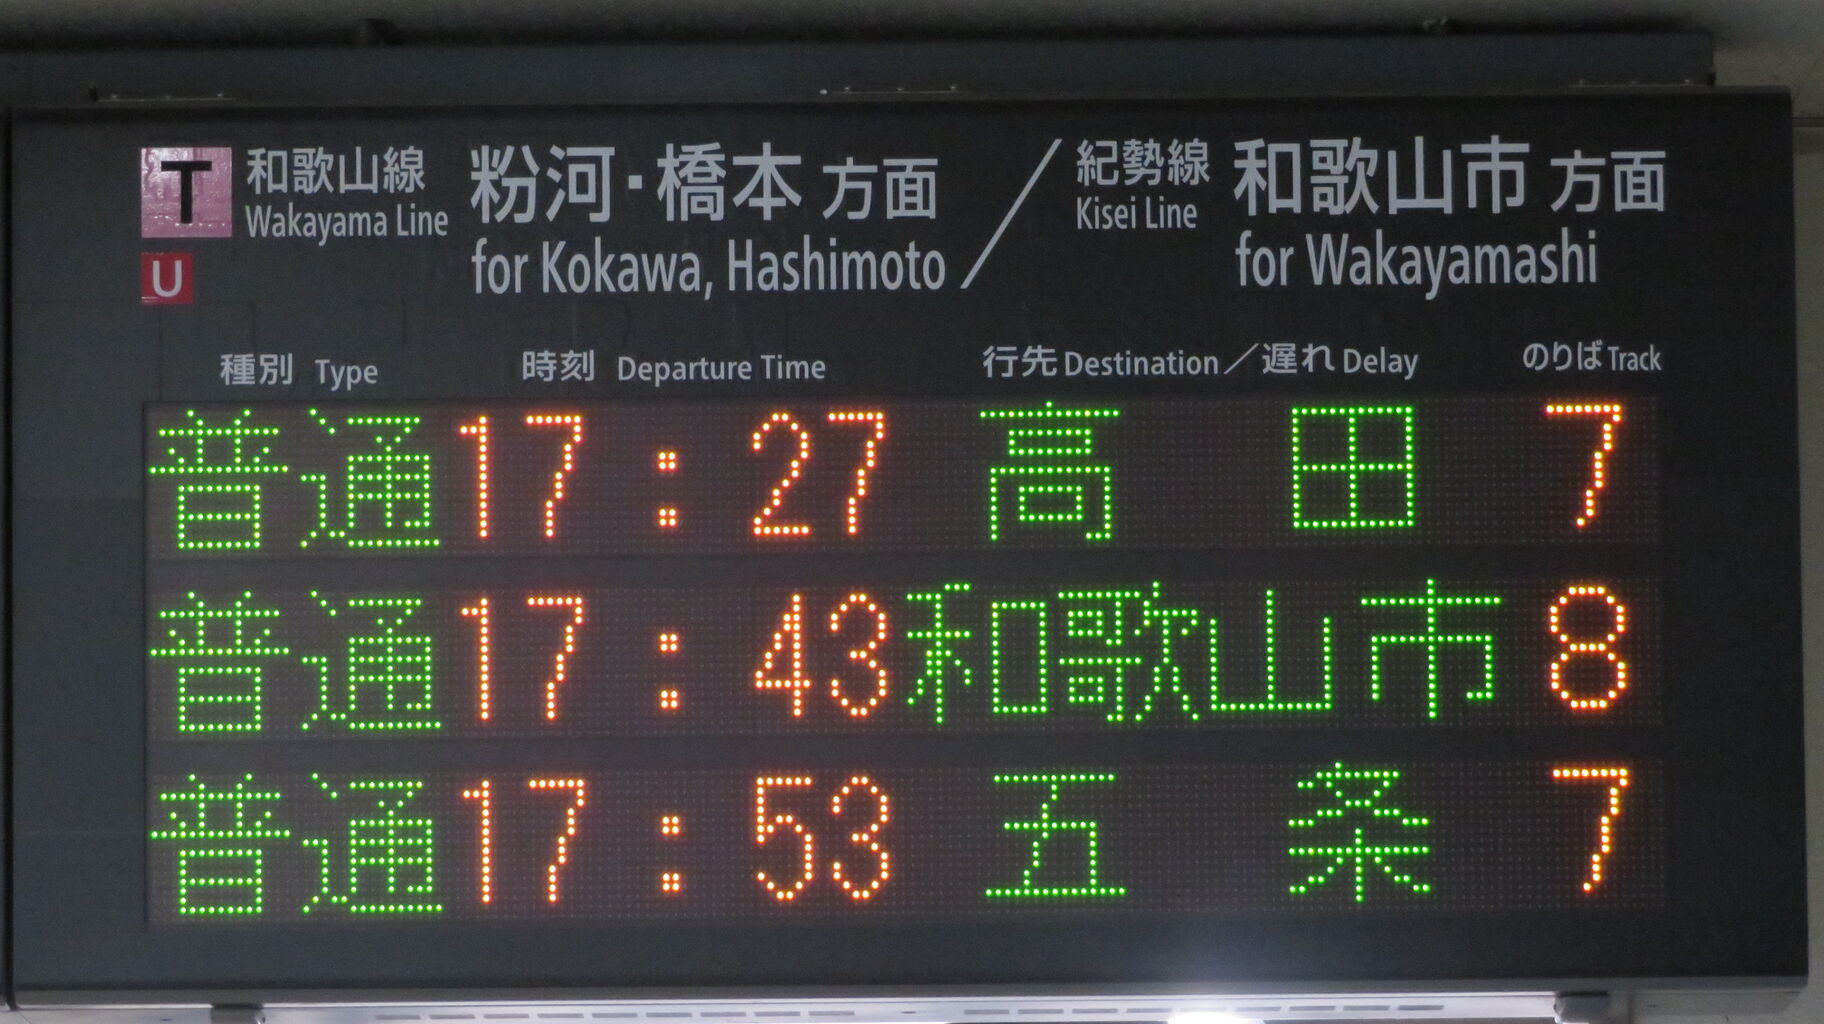 T 和歌山線 粉河・橋本 方面 / 紀勢線 和歌山市 方面
Wakayama Line for Kokawa, Hashimoto Kisei Line for Wakayamashi
U
種別 Type 時刻 Departure Time 行先 Destination / 遅れ Delay のりば Track
普通 17:27 高田 7
普通 17:43 和歌山市 8
普通 17:53 五条 7